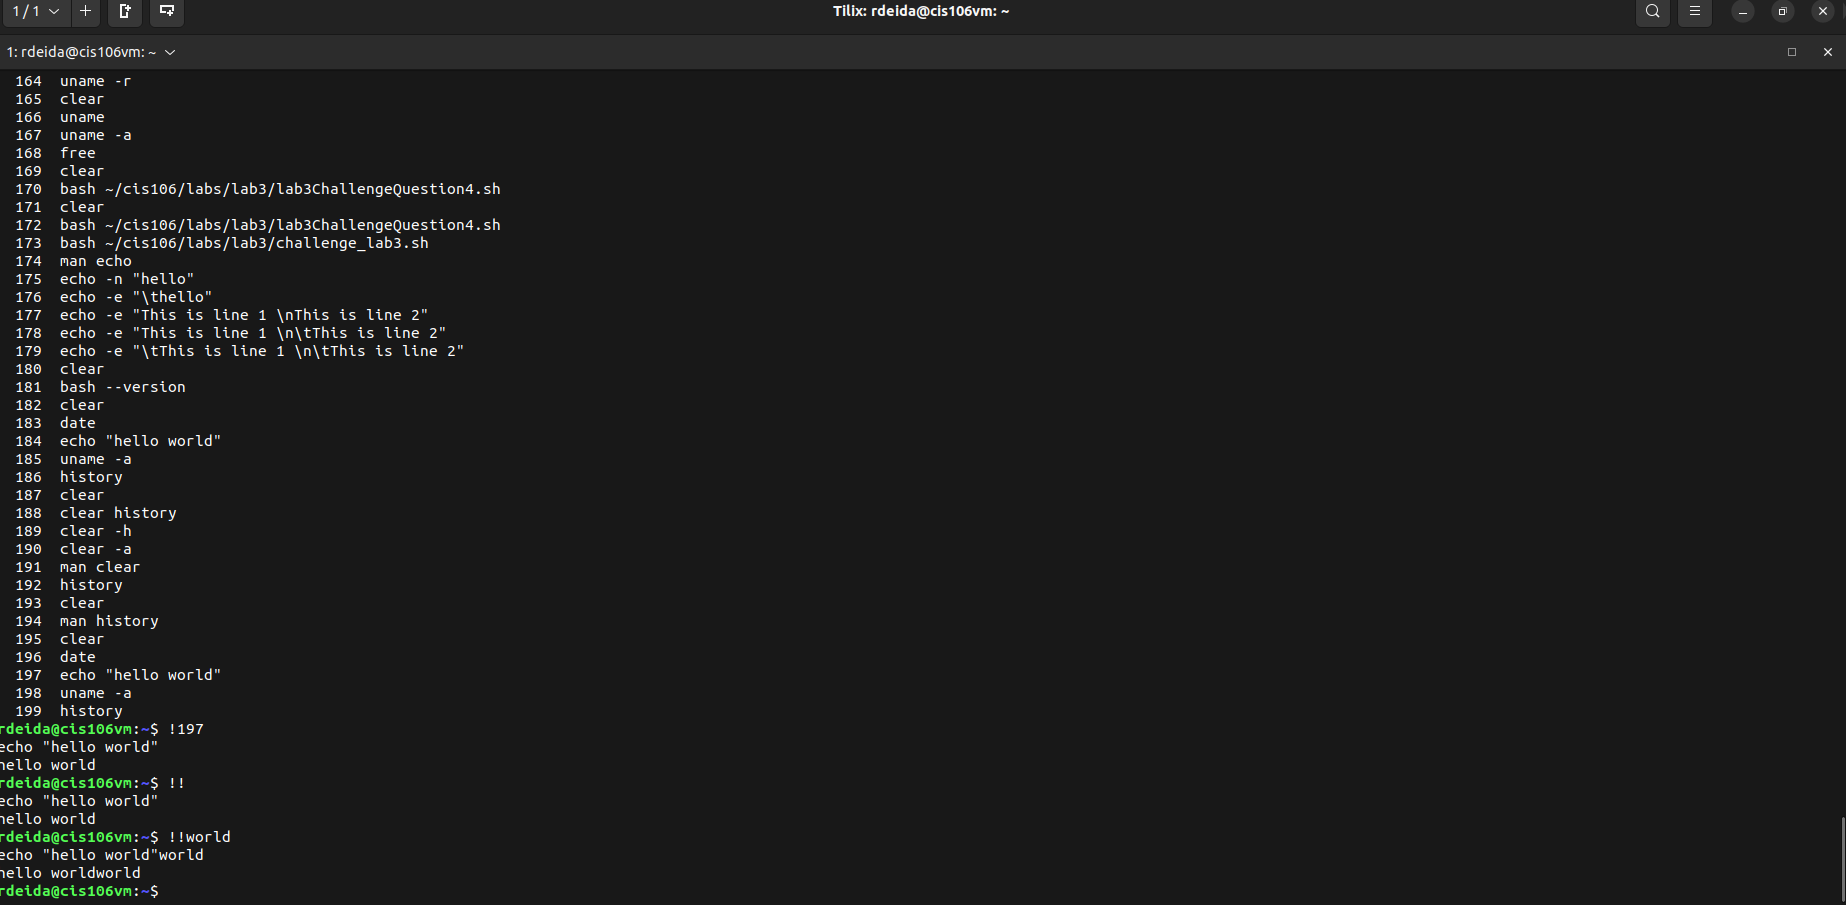 1 / 1
Tilix: rdeida@cis106vm: ~
1: rdeida@cis106vm: ~
164 uname -r
165 clear
166 uname
167 uname -a
168 free
169 clear
170 bash ~/cis106/labs/lab3/lab3ChallengeQuestion4.sh
171 clear
172 bash ~/cis106/labs/lab3/lab3ChallengeQuestion4.sh
173 bash ~/cis106/labs/lab3/challenge_lab3.sh
174 man echo
175 echo -n "hello"
176 echo -e "\thello"
177 echo -e "This is line 1 \nThis is line 2"
178 echo -e "This is line 1 \n\tThis is line 2"
179 echo -e "\tThis is line 1 \n\tThis is line 2"
180 clear
181 bash --version
182 clear
183 date
184 echo "hello world"
185 uname -a
186 history
187 clear
188 clear history
189 clear -h
190 clear -a
191 man clear
192 history
193 clear
194 man history
195 clear
196 date
197 echo "hello world"
198 uname -a
199 history
rdeida@cis106vm:~$ !197
echo "hello world"
hello world
rdeida@cis106vm:~$ !!
echo "hello world"
hello world
rdeida@cis106vm:~$ !!world
echo "hello world"world
hello worldworld
rdeida@cis106vm:~$